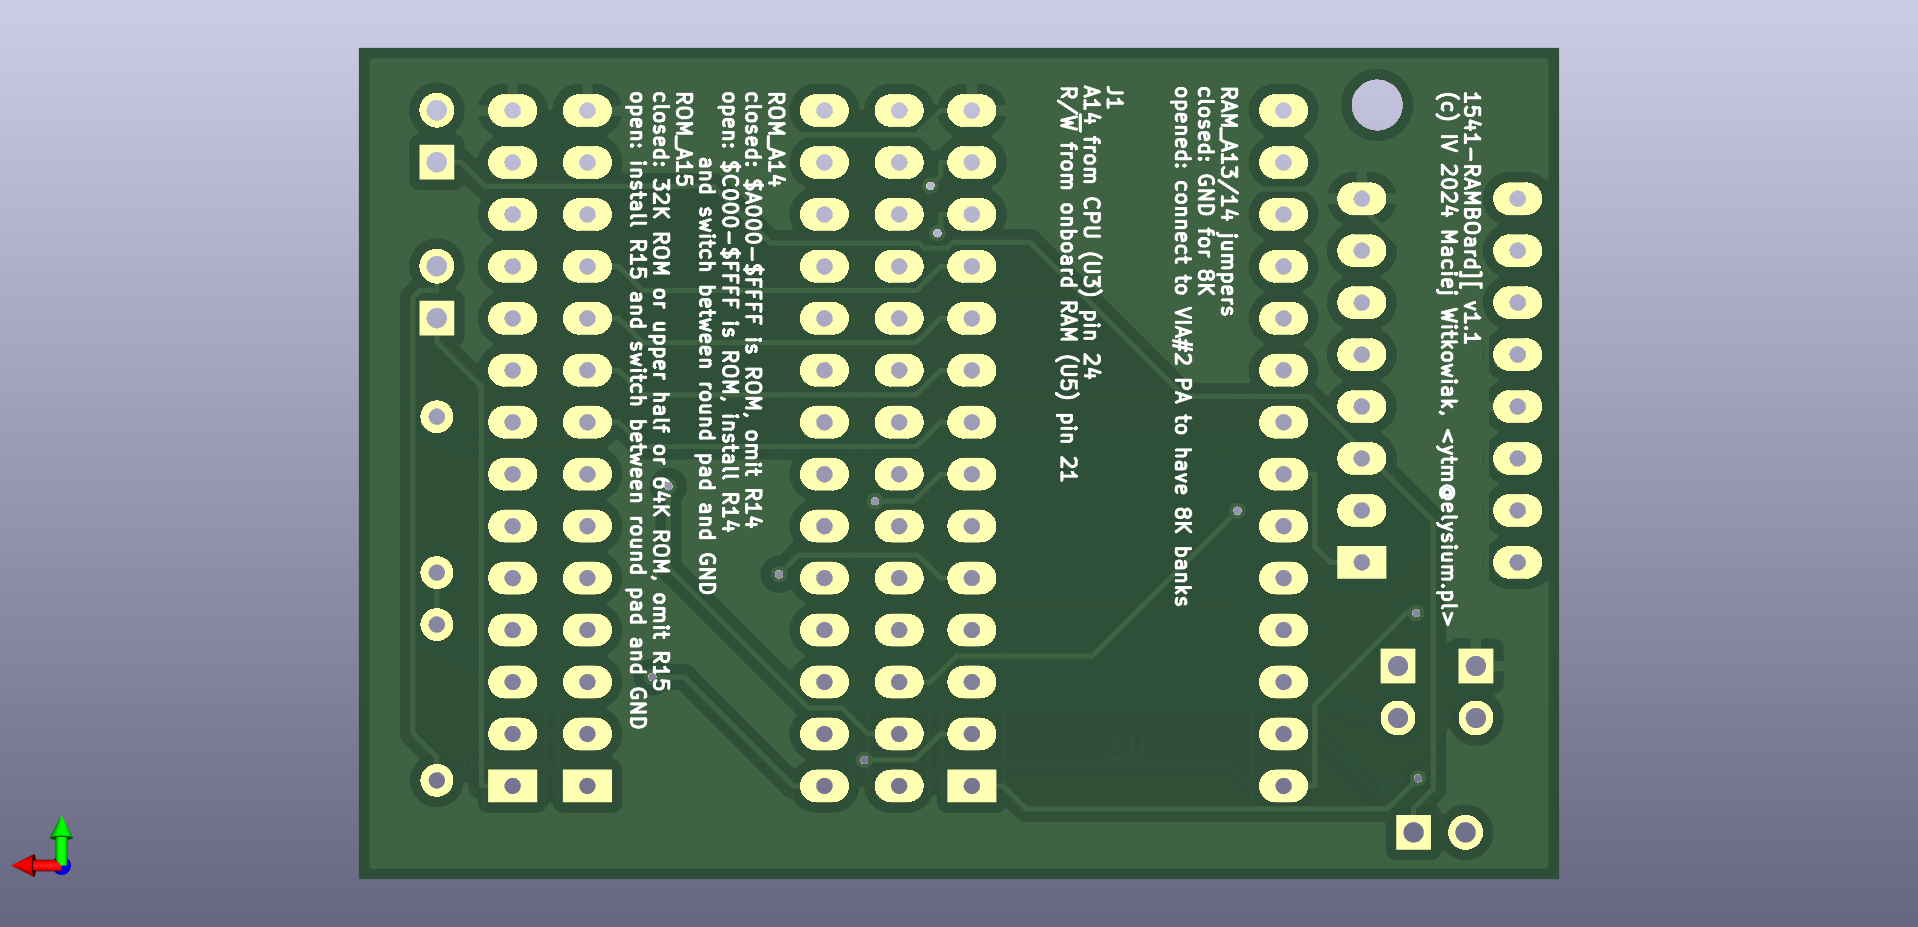 1541-RAMBOard][ v1.1
(c) IV 2024 Maciej Witkowiak, <ytm@elysium.pl>
RAM_A13/14 jumpers
closed: GND for 8K
opened: connect to VIA#2 PA to have 8K banks
J1
A14 from CPU (U3) pin 24
R/W̅ from onboard RAM (U5) pin 21
ROM_A14
closed: $A000-$FFFF is ROM, omit R14
open: $C000-$FFFF is ROM, install R14
and switch between round pad and GND
ROM_A15
closed: 32K ROM or upper half or 64K ROM, omit R15
open: install R15 and switch between round pad and GND